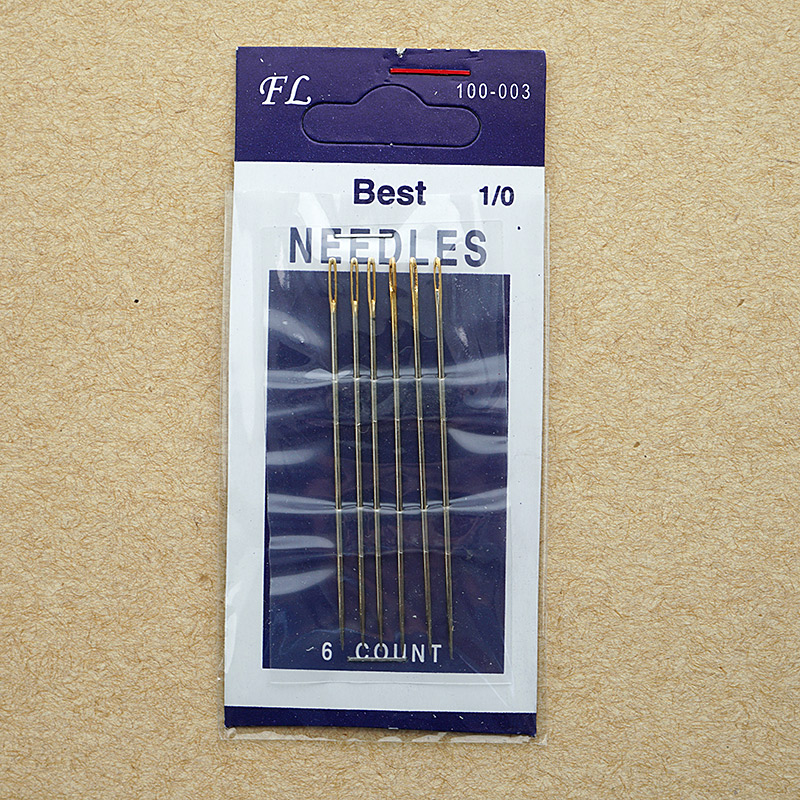 FL 100-003
Best 1/0
NEEDLES
6 COUNT